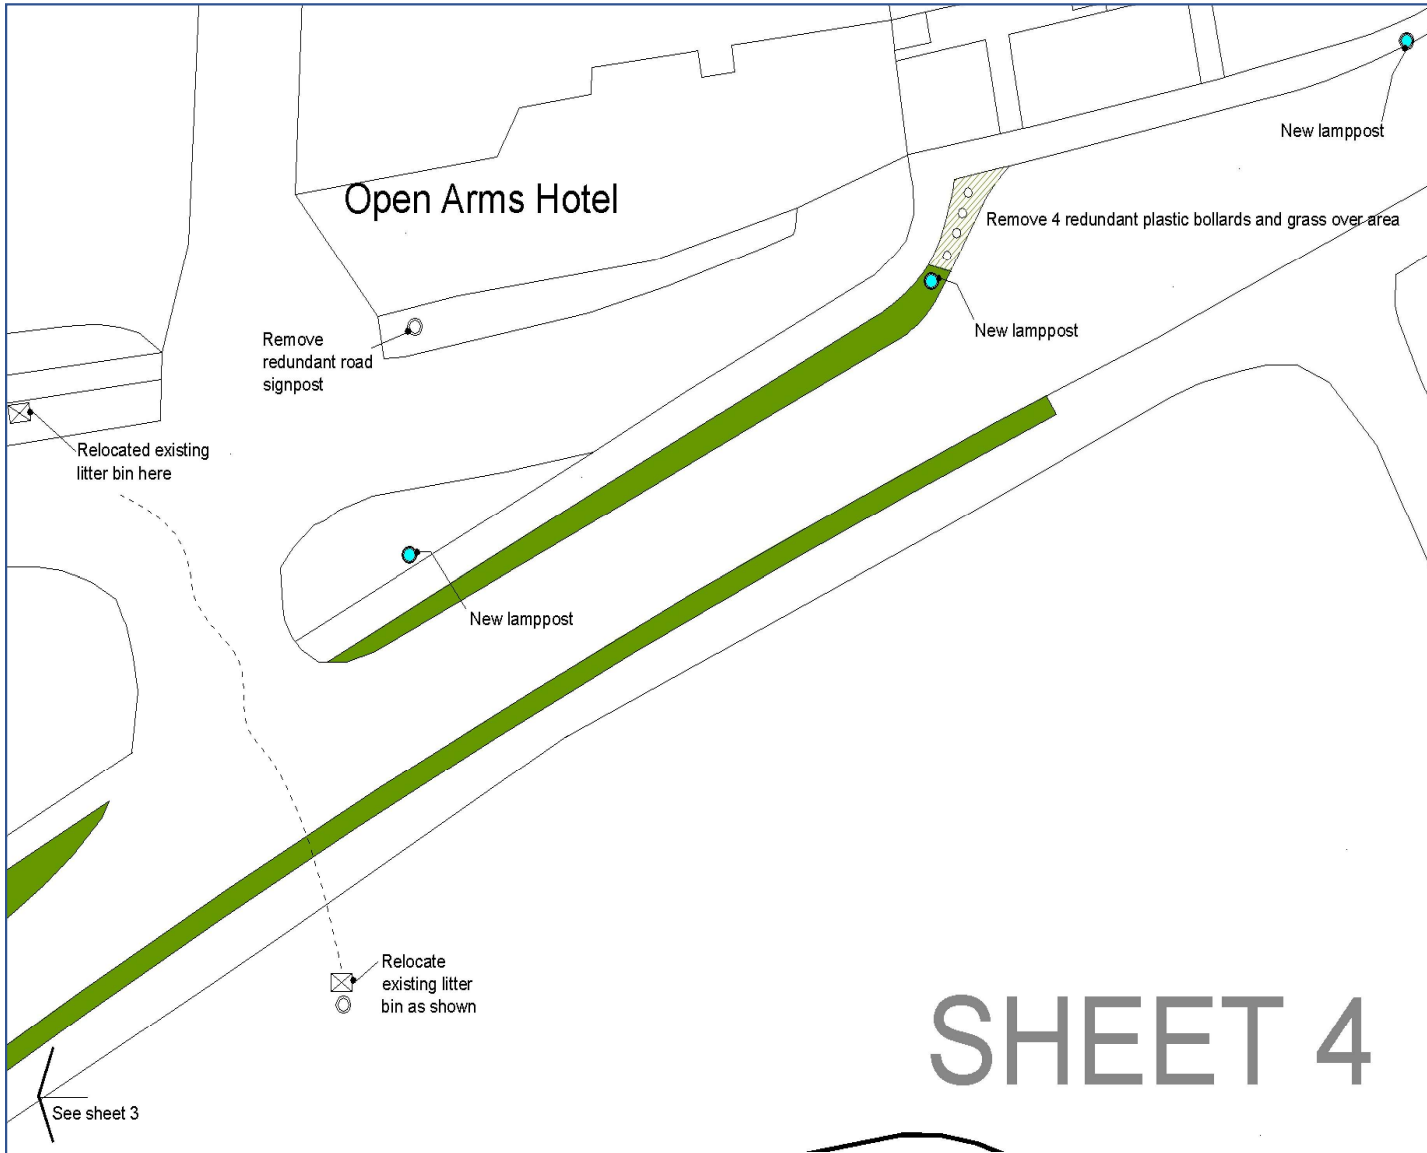 New lamppost
Open Arms Hotel
Remove 4 redundant plastic bollards and grass over area
New lamppost
Remove
redundant road
signpost
Relocated existing
litter bin here
New lamppost
Relocate
existing litter
bin as shown
SHEET 4
See sheet 3